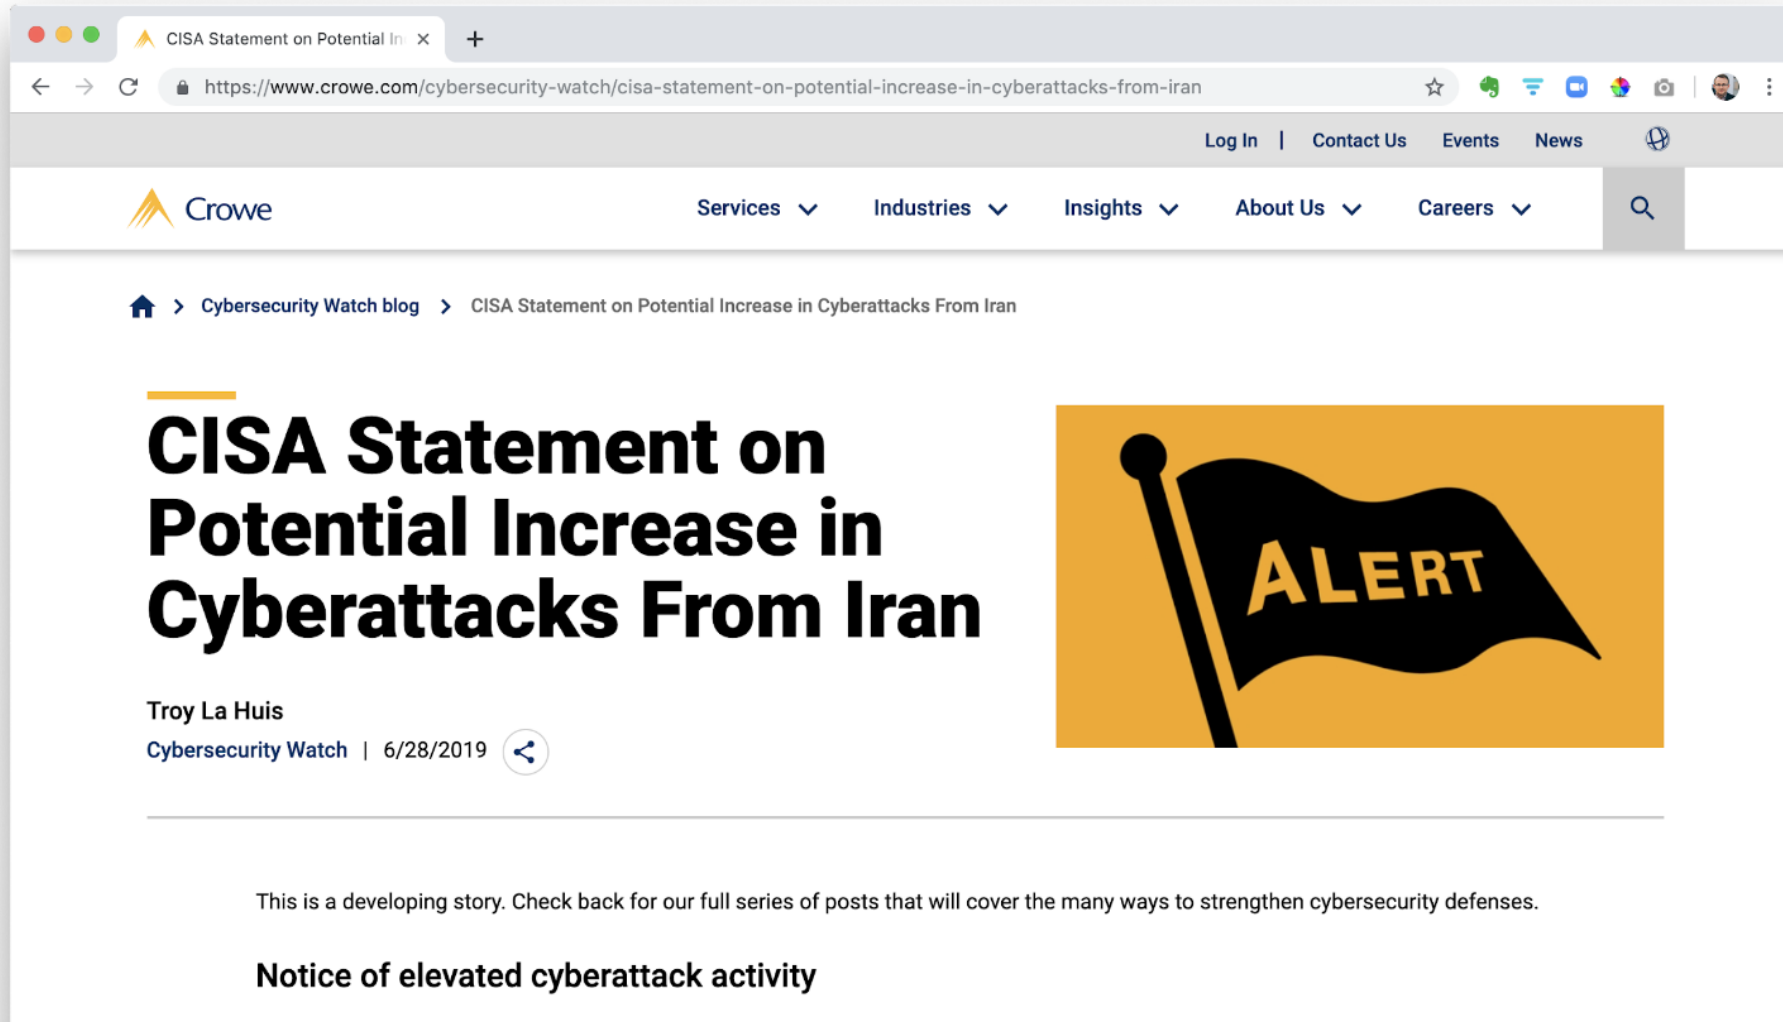 CISA Statement on Potential In
https://www.crowe.com/cybersecurity-watch/cisa-statement-on-potential-increase-in-cyberattacks-from-iran
Log In | Contact Us Events News
Crowe Services Industries Insights About Us Careers
Cybersecurity Watch blog CISA Statement on Potential Increase in Cyberattacks From Iran
CISA Statement on
Potential Increase in
Cyberattacks From Iran
ALERT
Troy La Huis
Cybersecurity Watch | 6/28/2019
This is a developing story. Check back for our full series of posts that will cover the many ways to strengthen cybersecurity defenses.
Notice of elevated cyberattack activity